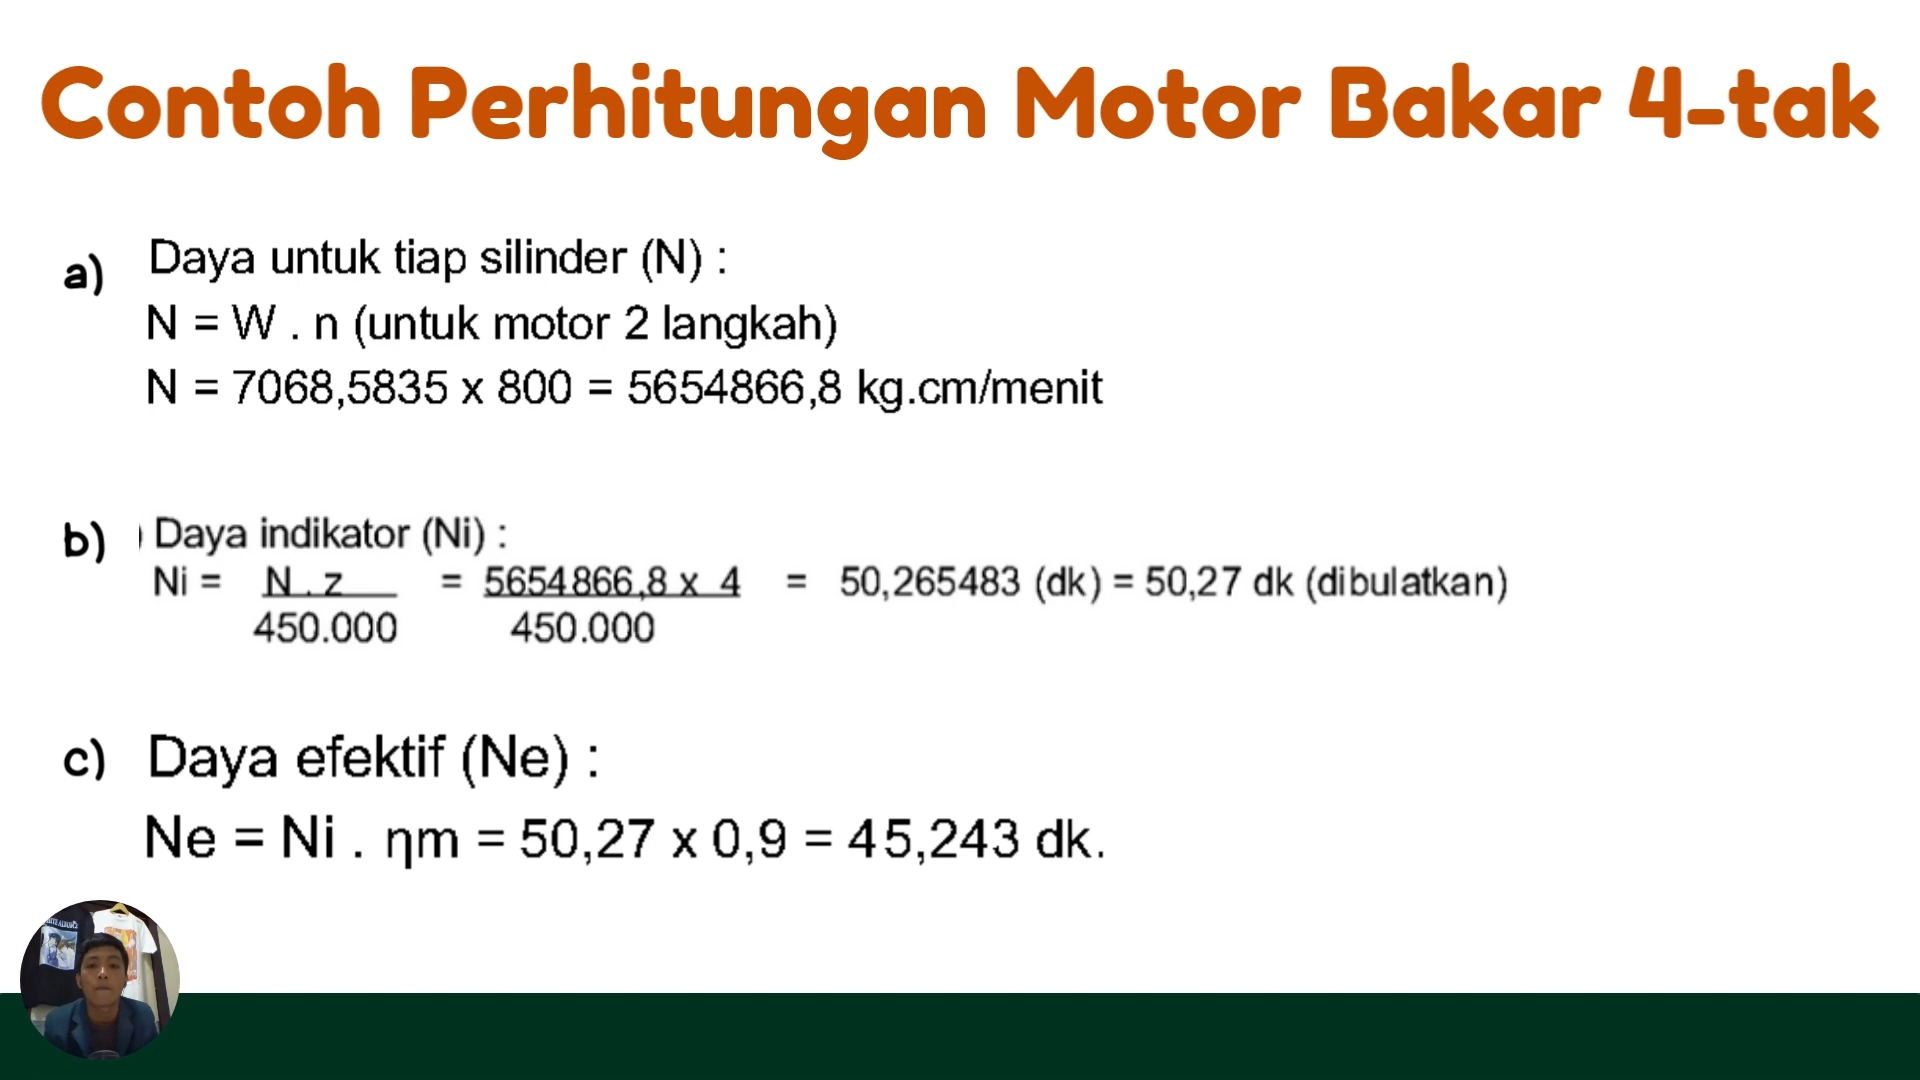 Contoh Perhitungan Motor Bakar 4-tak
a) Daya untuk tiap silinder (N) :
N = W . n (untuk motor 2 langkah)
N = 7068,5835 x 800 = 5654866,8 kg.cm/menit
b) Daya indikator (Ni) :
Ni = N . z = 5654866,8 x 4 = 50,265483 (dk) = 50,27 dk (dibulatkan)
450.000 450.000
c) Daya efektif (Ne) :
Ne = Ni . ηm = 50,27 x 0,9 = 45,243 dk.